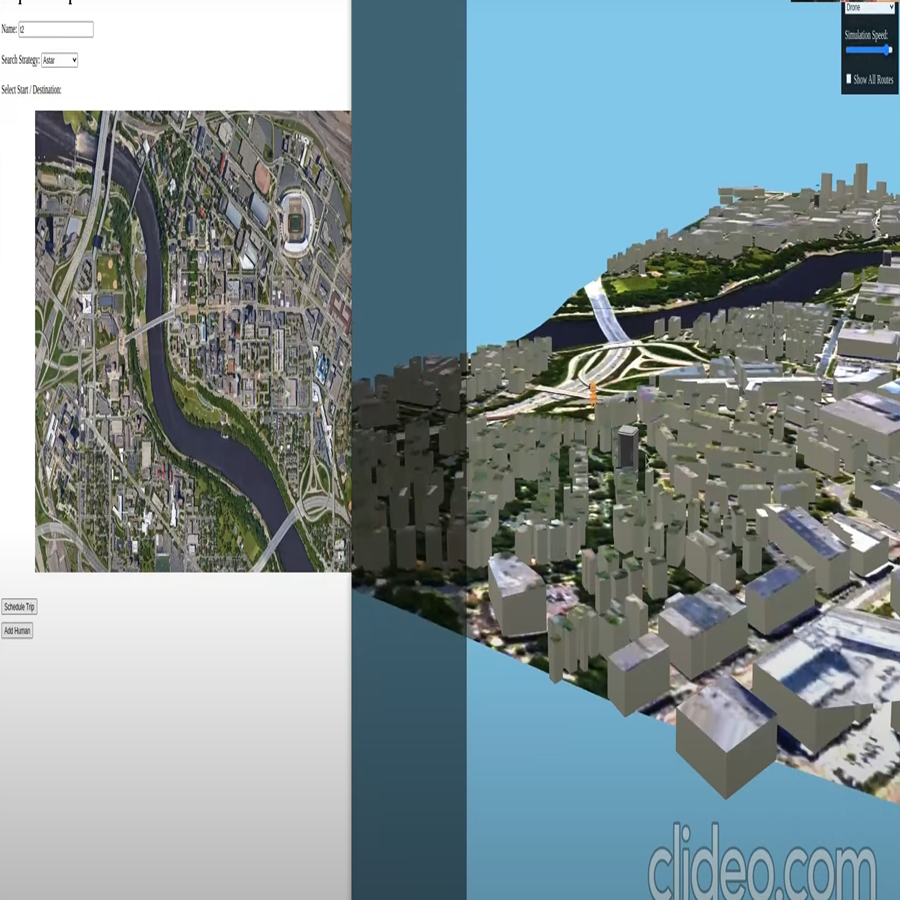 Name: t2
Search Strategy: Astar
Select Start / Destination:
Schedule Trip
Add Human
Drone
Simulation Speed:
Show All Routes
clideo.com